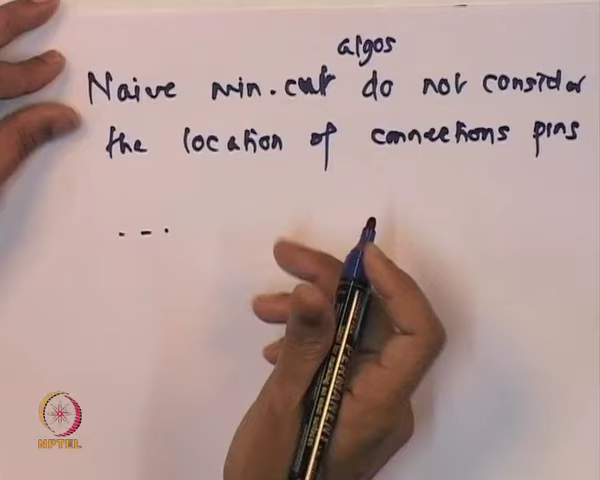 algos
Naive min. cut do not consider
the location of connections pins
. - .
NPTEL